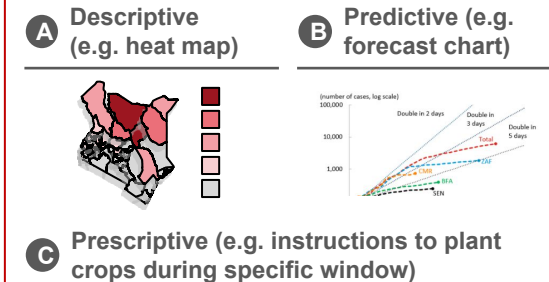 A
Descriptive
(e.g. heat map)
B
Predictive (e.g.
forecast chart)
(number of cases, log scale)
100,000
10,000
1,000
Double in 2 days
Double in
3 days
Double in
5 days
Total
ZAF
CMB
BFA
SEN
C
Prescriptive (e.g. instructions to plant
crops during specific window)